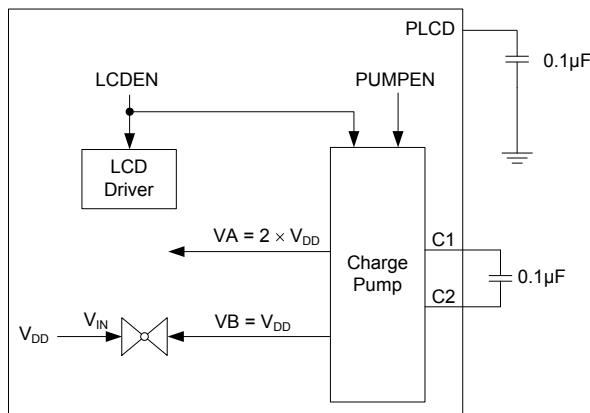 PLCD
0.1μF
LCDEN
PUMPEN
LCD
Driver
VA = 2 × VDD
C1
Charge
Pump
0.1μF
C2
VIN
VB = VDD
VDD